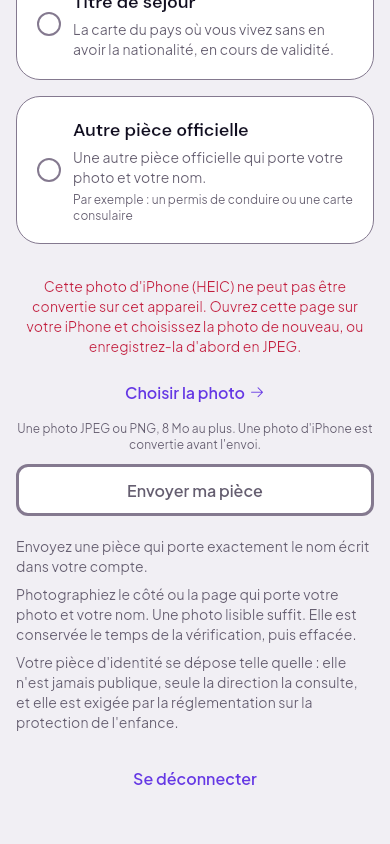 Titre de séjour
La carte du pays où vous vivez sans en
avoir la nationalité, en cours de validité.
Autre pièce officielle
Une autre pièce officielle qui porte votre
photo et votre nom.
Par exemple : un permis de conduire ou une carte
consulaire
Cette photo d'iPhone (HEIC) ne peut pas être
convertie sur cet appareil. Ouvrez cette page sur
votre iPhone et choisissez la photo de nouveau, ou
enregistrez-la d'abord en JPEG.
Choisir la photo →
Une photo JPEG ou PNG, 8 Mo au plus. Une photo d'iPhone est
convertie avant l'envoi.
Envoyer ma pièce
Envoyez une pièce qui porte exactement le nom écrit
dans votre compte.
Photographiez le côté ou la page qui porte votre
photo et votre nom. Une photo lisible suffit. Elle est
conservée le temps de la vérification, puis effacée.
Votre pièce d'identité se dépose telle quelle : elle
n'est jamais publique, seule la direction la consulte,
et elle est exigée par la réglementation sur la
protection de l'enfance.
Se déconnecter